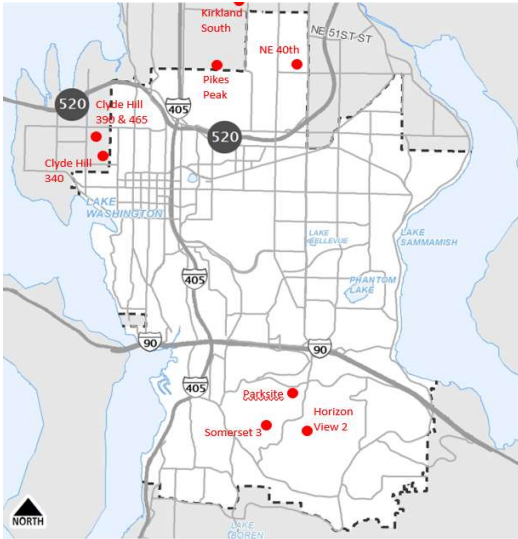 Kirkland
South
NE 51ST ST
NE 40th
Pikes
Peak
520
Clyde Hill
390 & 465
405
520
Clyde Hill
340
LAKE
WASHINGTON
LAKE
BELLEVUE
LAKE
SAMMAMISH
405
PHANTOM
LAKE
90
90
405
Parksite
Horizon
View 2
Somerset 3
NORTH
LAKE
BOREN